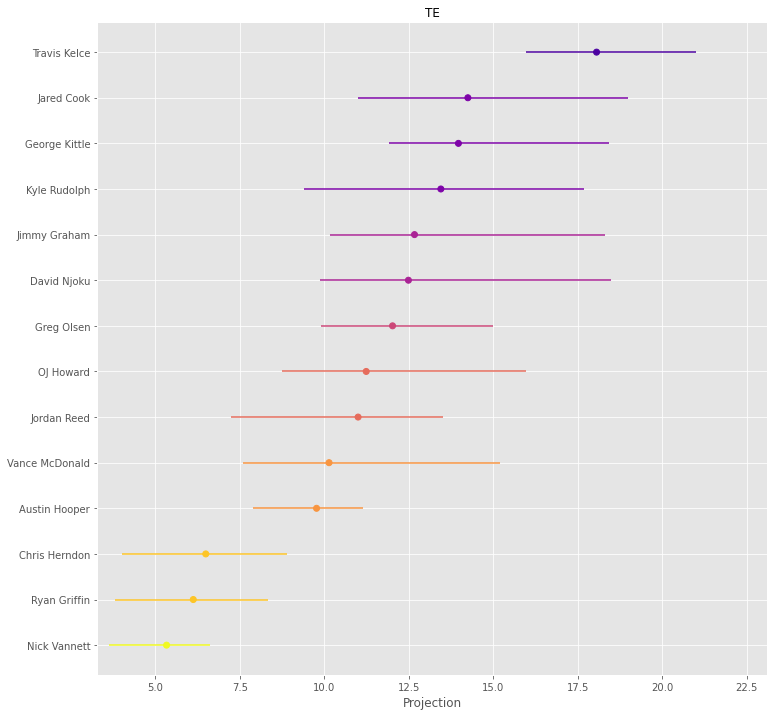 TE
Travis Kelce
Jared Cook
George Kittle
Kyle Rudolph
Jimmy Graham
David Njoku
Greg Olsen
OJ Howard
Jordan Reed
Vance McDonald
Austin Hooper
Chris Herndon
Ryan Griffin
Nick Vannett
5.0 7.5 10.0 12.5 15.0 17.5 20.0 22.5
Projection